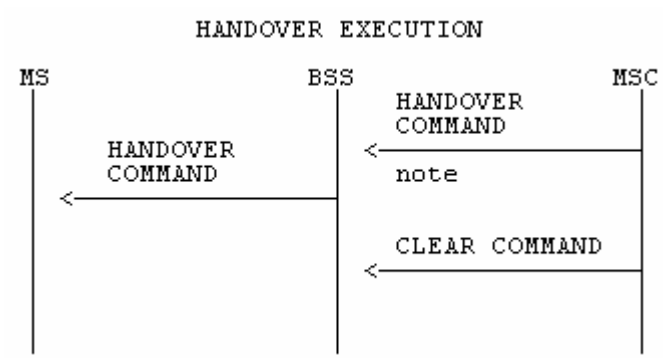 HANDOVER EXECUTION
MS BSS MSC
HANDOVER
COMMAND
HANDOVER
COMMAND
note
CLEAR COMMAND